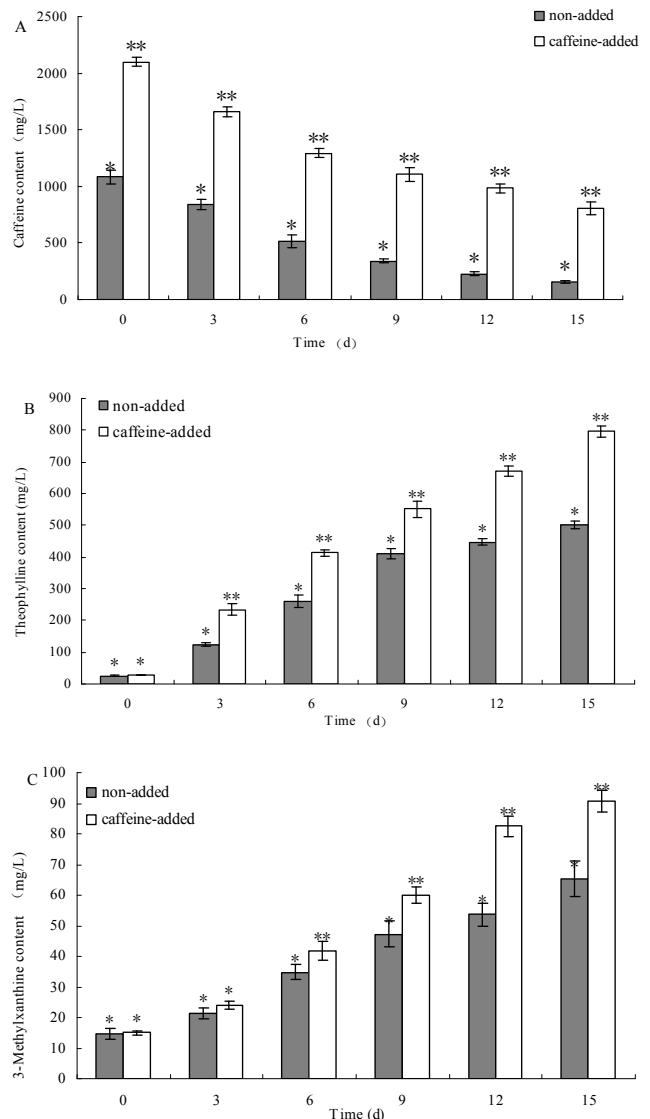 A
non-added
caffeine-added
Caffeine content（mg/L）
2500
2000
1500
1000
500
0
** ** ** ** ** **
* * * * * *
0 3 6 9 12 15
Time （d）
B
non-added
caffeine-added
Theophylline content (mg/L)
900
800
700
600
500
400
300
200
100
0
* * * * * *
* ** ** ** ** **
0 3 6 9 12 15
Time （d）
C
non-added
caffeine-added
3-Methylxanthine content （mg/L）
100
90
80
70
60
50
40
30
20
10
0
* * * * * *
* * ** ** ** **
0 3 6 9 12 15
Time (d)